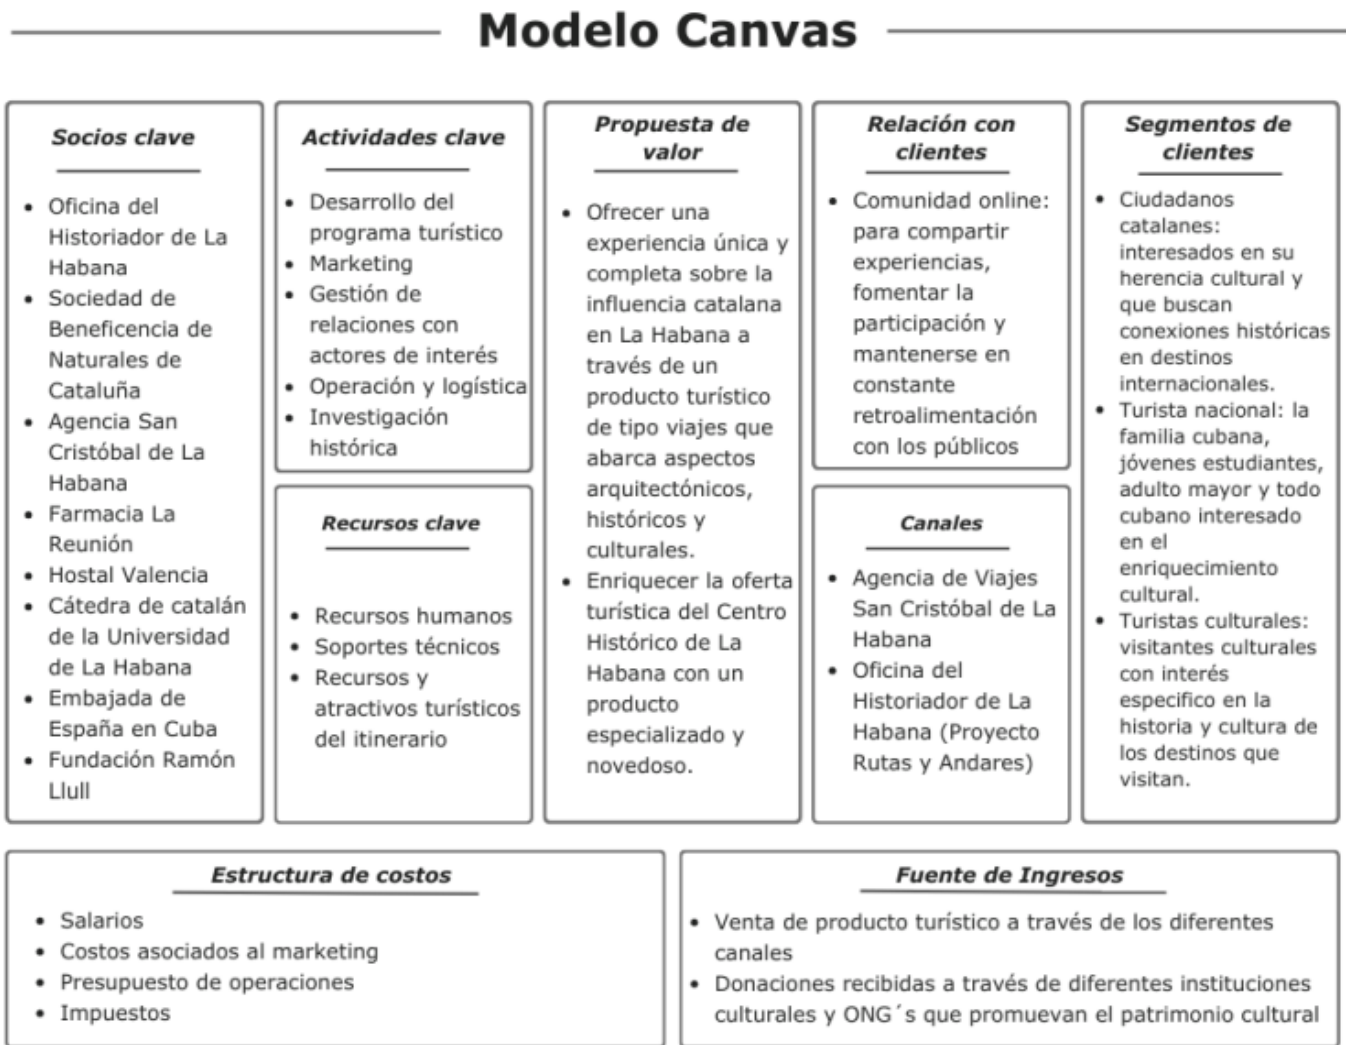 Modelo Canvas
Socios clave
• Oficina del
Historiador de La
Habana
• Sociedad de
Beneficencia de
Naturales de
Cataluña
• Agencia San
Cristóbal de La
Habana
• Farmacia La
Reunión
• Hostal Valencia
• Cátedra de catalán
de la Universidad
de La Habana
• Embajada de
España en Cuba
• Fundación Ramón
Llull
Actividades clave
• Desarrollo del
programa turístico
• Marketing
• Gestión de
relaciones con
actores de interés
• Operación y logística
• Investigación
histórica
Recursos clave
• Recursos humanos
• Soportes técnicos
• Recursos y
atractivos turísticos
del itinerario
Propuesta de
valor
• Ofrecer una
experiencia única y
completa sobre la
influencia catalana
en La Habana a
través de un
producto turístico
de tipo viajes que
abarca aspectos
arquitectónicos,
históricos y
culturales.
• Enriquecer la oferta
turística del Centro
Histórico de La
Habana con un
producto
especializado y
novedoso.
Relación con
clientes
• Comunidad online:
para compartir
experiencias,
fomentar la
participación y
mantenerse en
constante
retroalimentación
con los públicos
Canales
• Agencia de Viajes
San Cristóbal de La
Habana
• Oficina del
Historiador de La
Habana (Proyecto
Rutas y Andares)
Segmentos de
clientes
• Ciudadanos
catalanes:
interesados en su
herencia cultural y
que buscan
conexiones históricas
en destinos
internacionales.
• Turista nacional: la
familia cubana,
jóvenes estudiantes,
adulto mayor y todo
cubano interesado
en el
enriquecimiento
cultural.
• Turistas culturales:
visitantes culturales
con interés
especifico en la
historia y cultura de
los destinos que
visitan.
Estructura de costos
• Salarios
• Costos asociados al marketing
• Presupuesto de operaciones
• Impuestos
Fuente de Ingresos
• Venta de producto turístico a través de los diferentes
canales
• Donaciones recibidas a través de diferentes instituciones
culturales y ONG´s que promuevan el patrimonio cultural